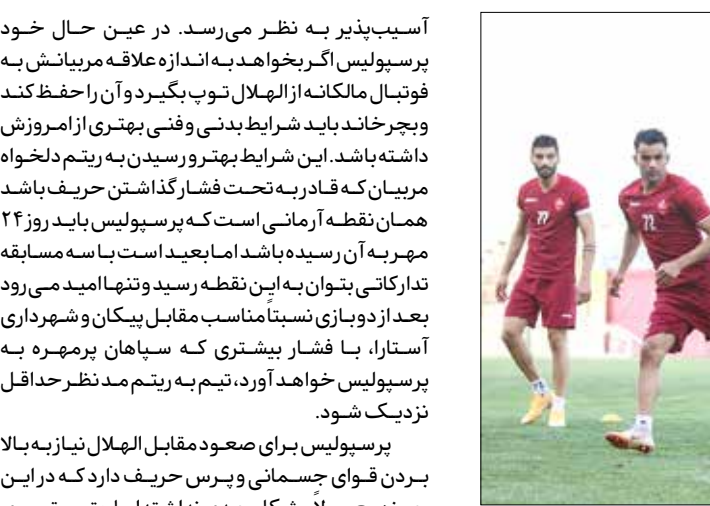 آسیب‌پذیر به نظر می‌رسد. در عین حال خود
پرسپولیس اگر بخواهد به اندازه علاقه مربیانش به
فوتبال مالکانه از الهلال توپ بگیرد و آن را حفظ کند
و بچرخاند باید شرایط بدنی و فنی بهتری از امروزش
داشته باشد. این شرایط بهتر و رسیدن به ریتم دلخواه
مربیان که قادر به تحت فشار گذاشتن حریف باشد
همان نقطه آرمانی است که پرسپولیس باید روز ۲۴
مهر به آن رسیده باشد اما بعید است با سه مسابقه
تدارکاتی بتوان به این نقطه رسید و تنها امید می‌رود
بعد از دو بازی نسبتاً مناسب مقابل پیکان و شهرداری
آستارا، با فشار بیشتری که سپاهان پرمهره به
پرسپولیس خواهد آورد، تیم به ریتم مد نظر حداقل
نزدیک شود.
پرسپولیس برای صعود مقابل الهلال نیاز به بالا
بردن قوای جسمانی و پرس حریف دارد که در این
77
72